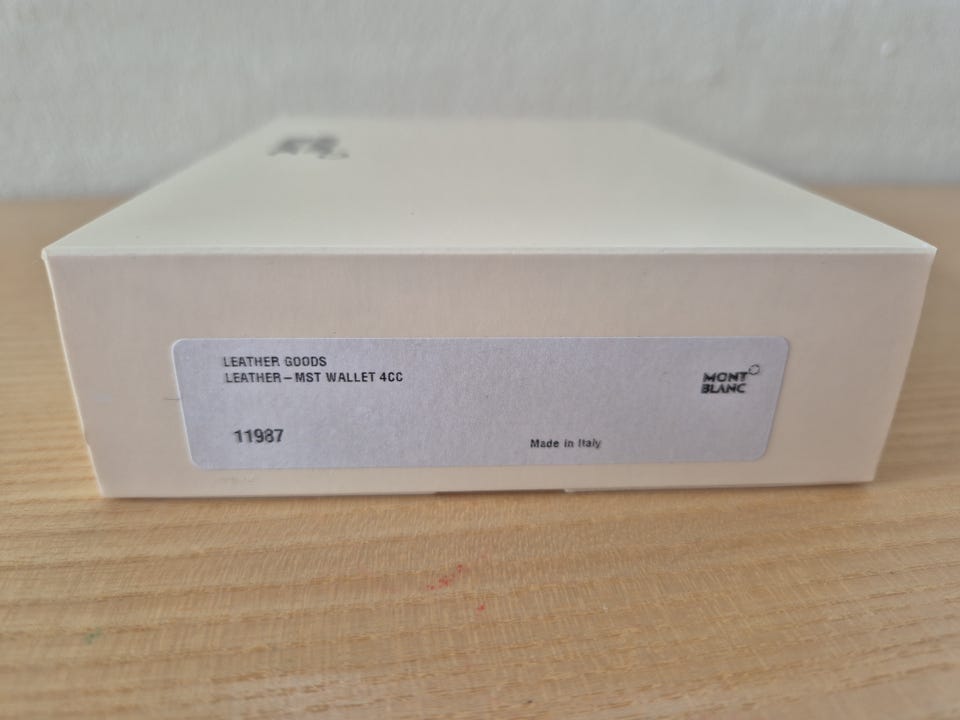 LEATHER GOODS
LEATHER – MST WALLET 4CC
MONT
BLANC
11987
Made in Italy